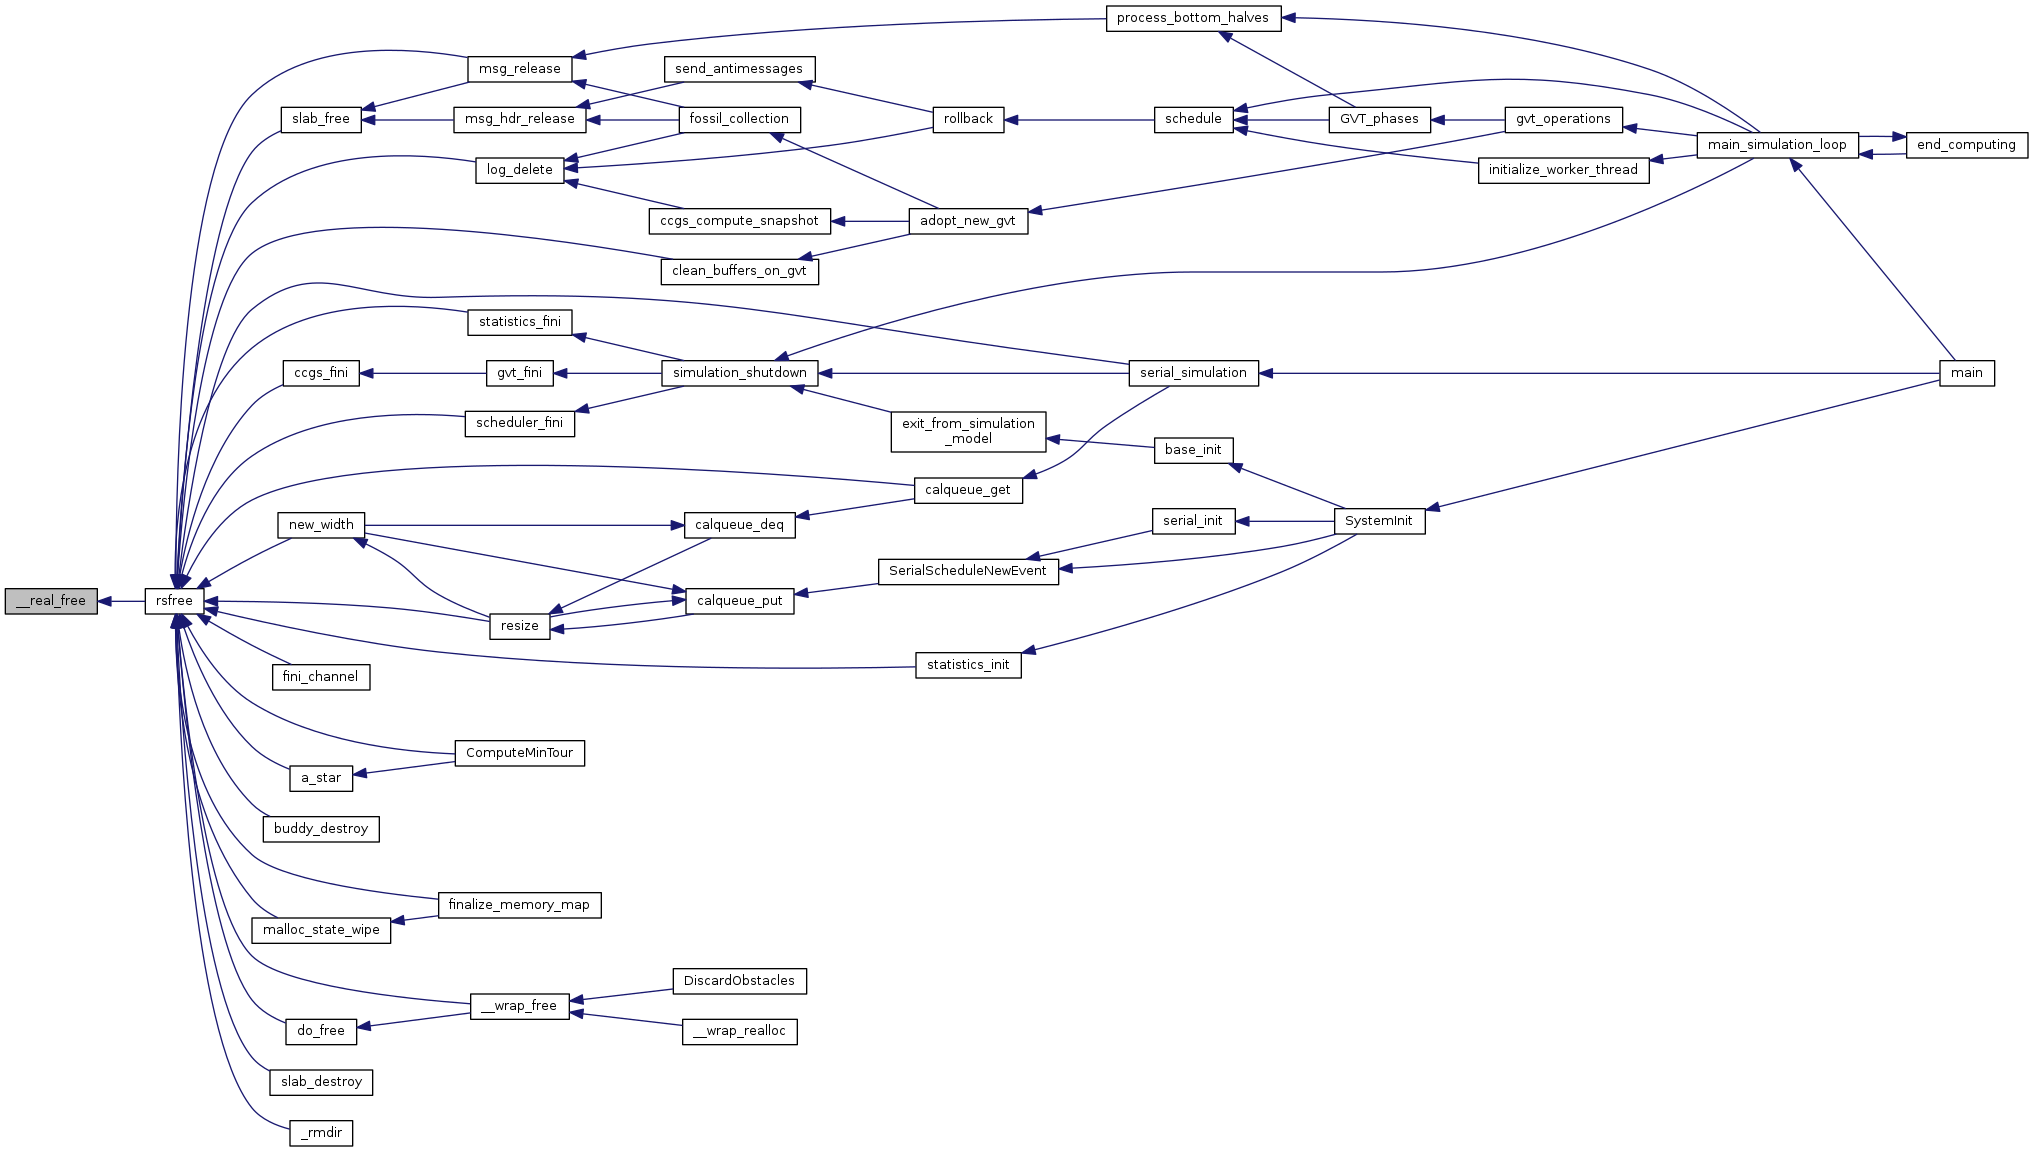 process_bottom_halves
msg_release
send_antimessages
slab_free
msg_hdr_release
fossil_collection
rollback
schedule
GVT_phases
gvt_operations
main_simulation_loop
end_computing
log_delete
initialize_worker_thread
ccgs_compute_snapshot
adopt_new_gvt
clean_buffers_on_gvt
statistics_fini
ccgs_fini
gvt_fini
simulation_shutdown
serial_simulation
main
scheduler_fini
exit_from_simulation
_model
base_init
calqueue_get
new_width
calqueue_deq
serial_init
SystemInit
SerialScheduleNewEvent
__real_free
rsfree
calqueue_put
resize
statistics_init
fini_channel
ComputeMinTour
a_star
buddy_destroy
finalize_memory_map
malloc_state_wipe
DiscardObstacles
__wrap_free
do_free
__wrap_realloc
slab_destroy
_rmdir